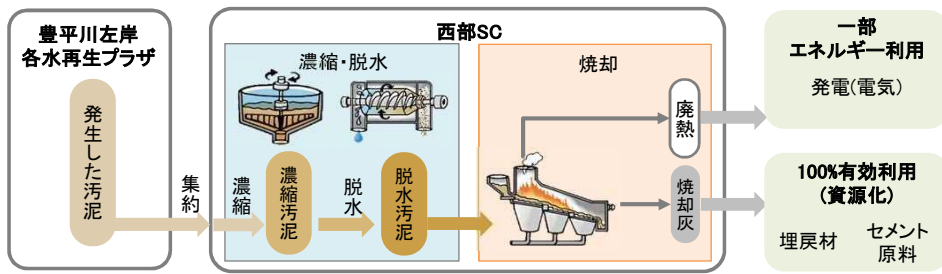 豊平川左岸
各水再生プラザ
発生した汚泥
集約
西部SC
濃縮・脱水
濃縮
濃縮汚泥
脱水
脱水汚泥
焼却
廃熱
焼却灰
一部
エネルギー利用
発電(電気)
100%有効利用
(資源化)
埋戻材
セメント
原料